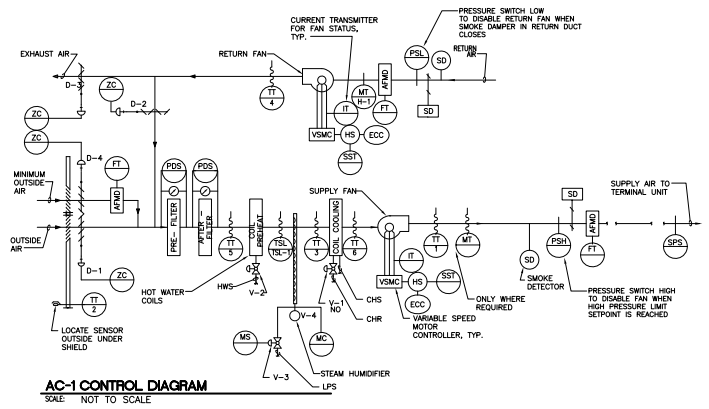 PRESSURE SWITCH LOW
TO DISABLE RETURN FAN WHEN
SMOKE DAMPER IN RETURN DUCT
CLOSES
CURRENT TRANSMITTER
FOR FAN STATUS,
TYP.
EXHAUST AIR
RETURN FAN
PSL
SD
RETURN
AIR
ZC
D-3
ZC
D-2
TT
4
MT
H-1
AFMD
FT
IT
SD
ZC
ZC
D-4
VSMC
HS
ECC
SST
FT
PDS
PDS
MINIMUM
OUTSIDE
AIR
AFMD
SUPPLY FAN
SD
SUPPLY AIR TO
TERMINAL UNIT
PRE- FILTER
AFTER-
FILTER
COIL
PREHEAT
COIL COOLING
AFMD
OUTSIDE
AIR
TT
5
TSL
TSL-1
TT
3
TT
6
TT
1
MT
PSH
FT
SPS
IT
SST
SD
D-1
ZC
HOT WATER
COILS
HWS
V-2
V-1
NO
CHS
CHR
VSMC
HS
ECC
SMOKE
DETECTOR
ONLY WHERE
REQUIRED
PRESSURE SWITCH HIGH
TO DISABLE FAN WHEN
HIGH PRESSURE LIMIT
SETPOINT IS REACHED
TT
2
LOCATE SENSOR
OUTSIDE UNDER
SHIELD
V-4
VARIABLE SPEED
MOTOR
CONTROLLER, TYP.
MS
MC
STEAM HUMIDIFIER
V-3
LPS
AC-1 CONTROL DIAGRAM
SCALE: NOT TO SCALE